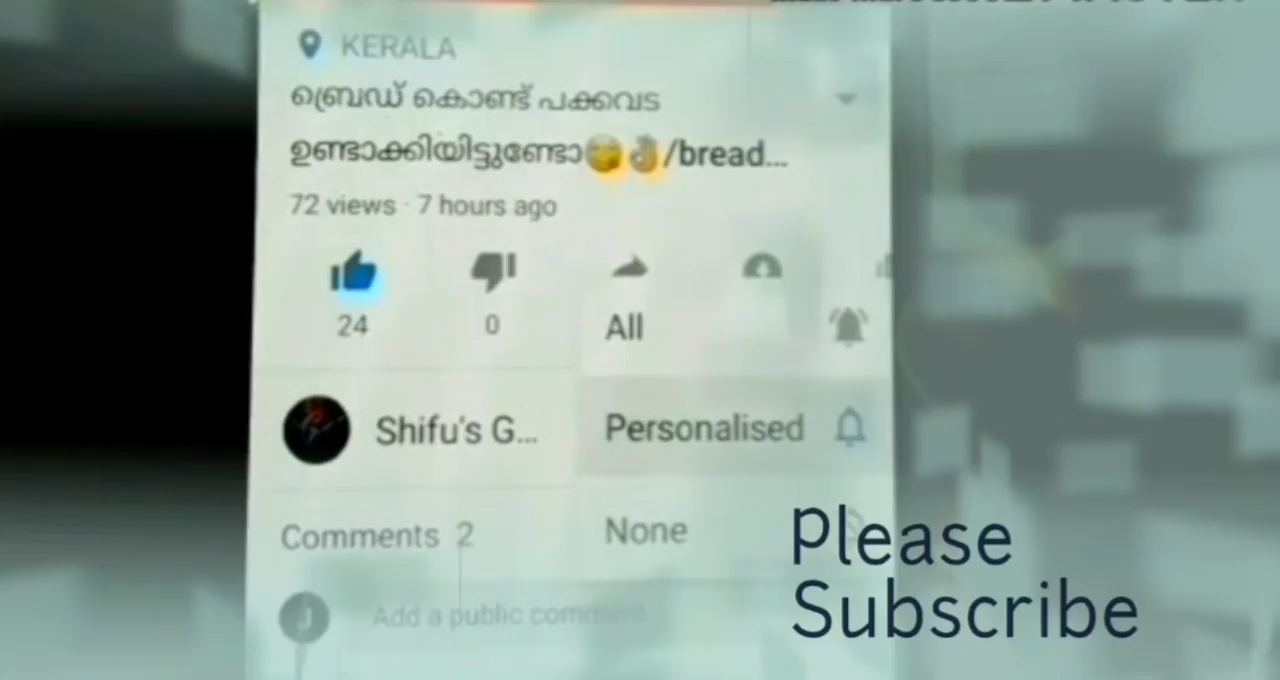 KERALA
ബ്രെഡ് കൊണ്ട് പക്കവട
ഉണ്ടാക്കിയിട്ടുണ്ടോ😋👌/bread...
72 views · 7 hours ago
24
0
All
Shifu's G...
Personalised
Comments 2
None
J
Add a public comment
Please
Subscribe